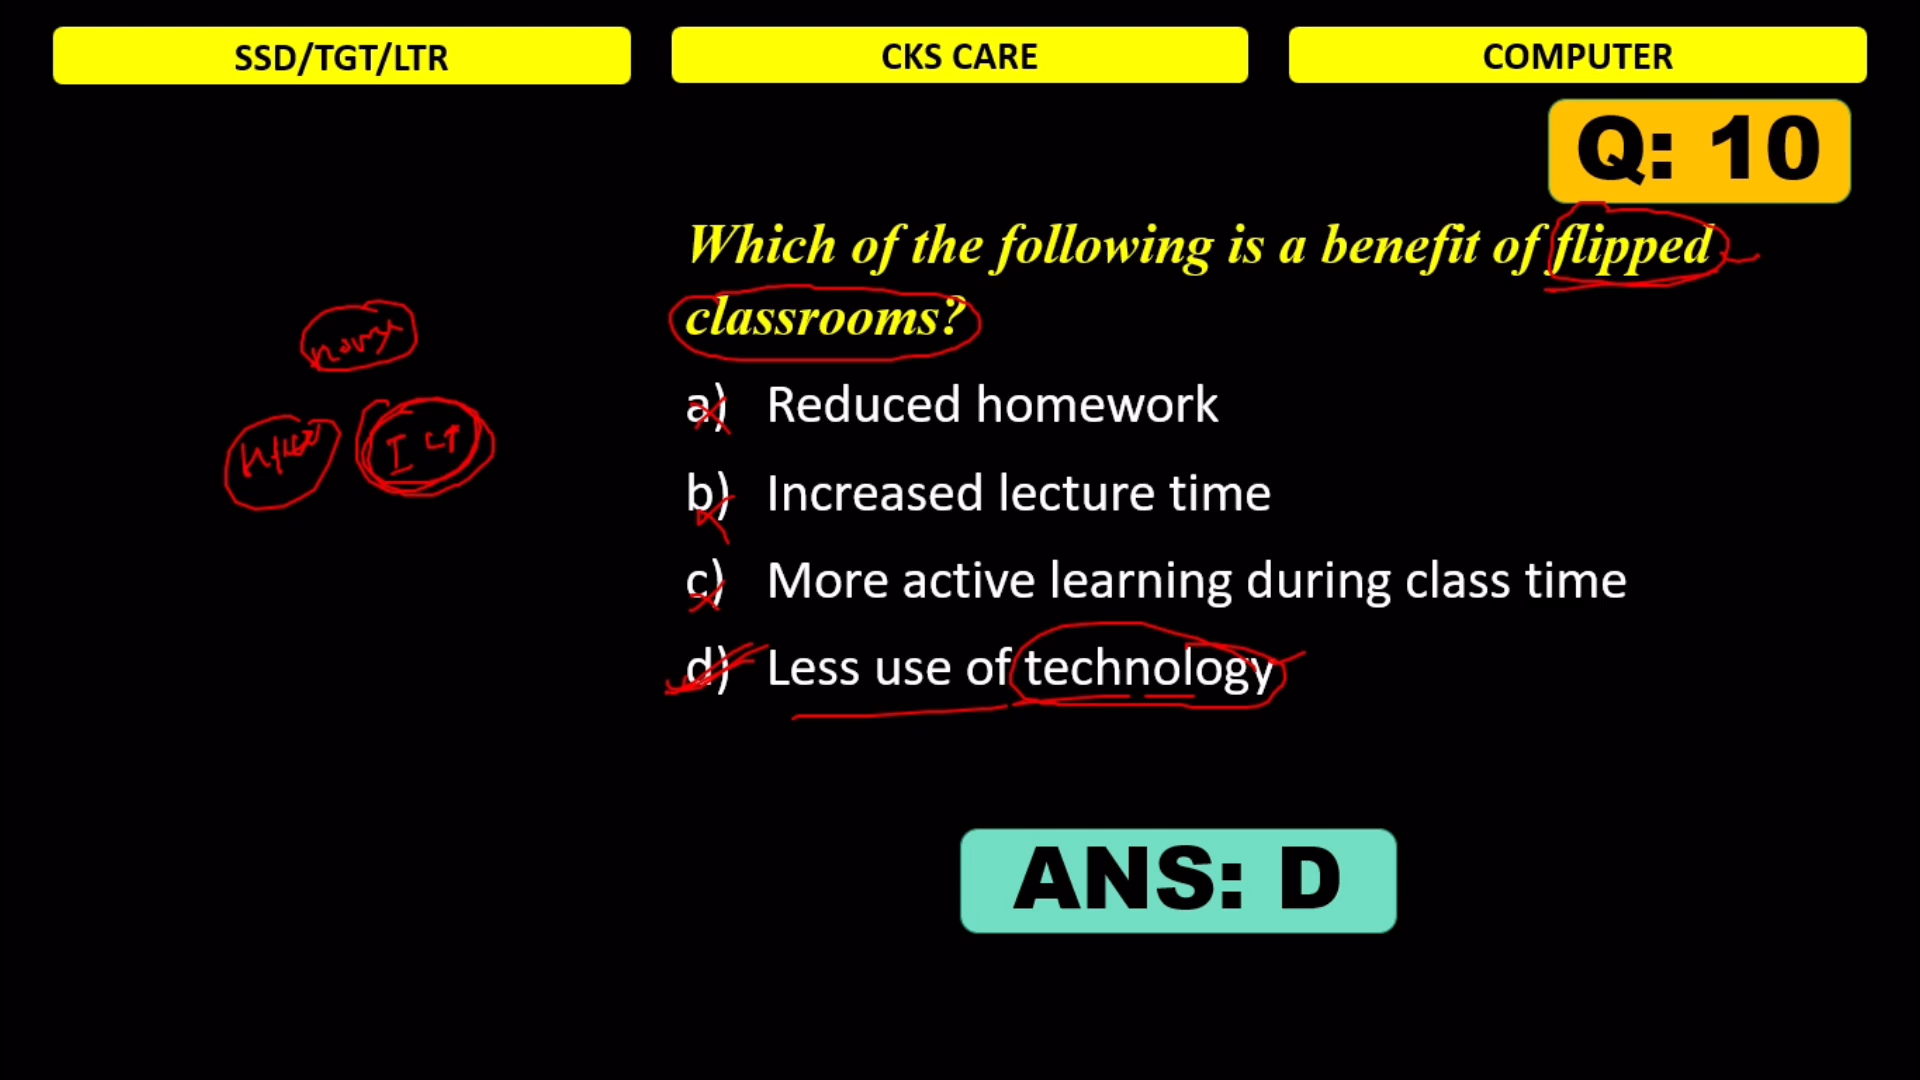 SSD/TGT/LTR
CKS CARE
COMPUTER
Q: 10
Which of the following is a benefit of flipped
classrooms?
a) Reduced homework
b) Increased lecture time
c) More active learning during class time
d) Less use of technology
ANS: D